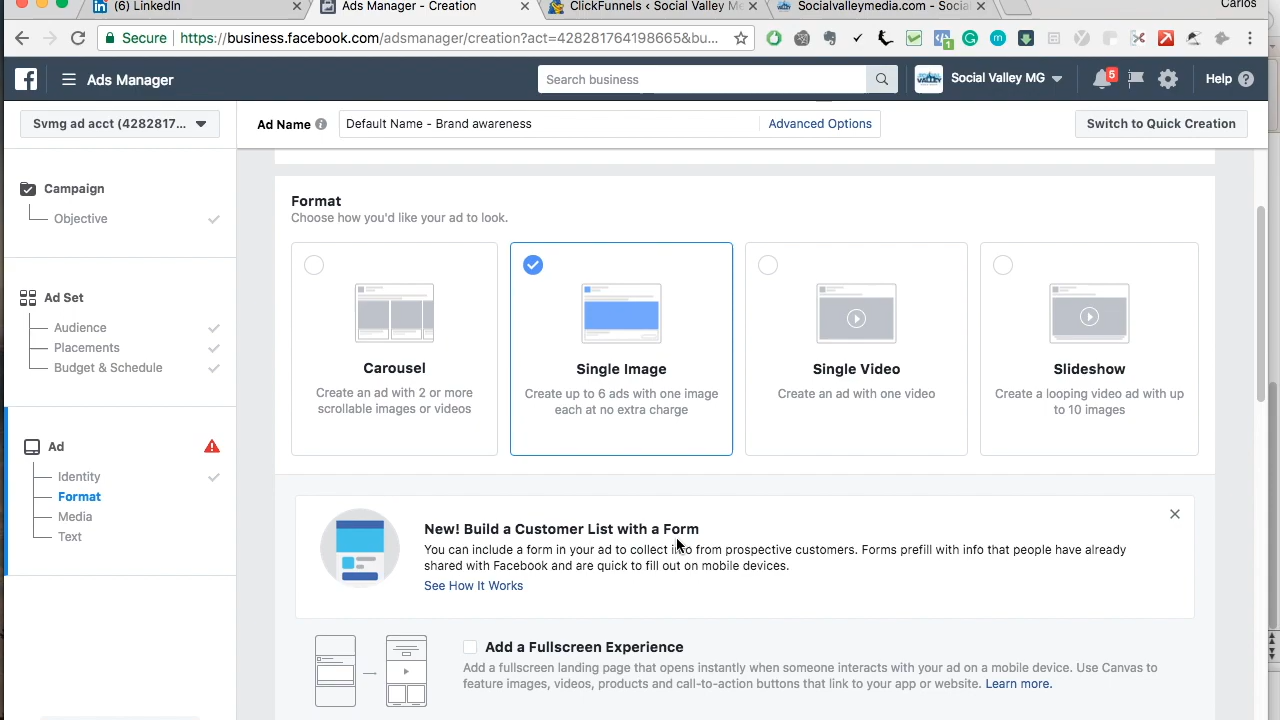 (6) LinkedIn
Ads Manager - Creation
ClickFunnels ‹ Social Valley M
Socialvalleymedia.com - Social
Carlos
Secure
https://business.facebook.com/adsmanager/creation?act=428281764198665&bu...
1
Ads Manager
Search business
Social Valley MG
5
Help
Svmg ad acct (4282817...
Ad Name
Default Name - Brand awareness
Advanced Options
Switch to Quick Creation
Campaign
Objective
Ad Set
Audience
Placements
Budget & Schedule
Ad
Identity
Format
Media
Text
Format
Choose how you'd like your ad to look.
Carousel
Create an ad with 2 or more
scrollable images or videos
Single Image
Create up to 6 ads with one image
each at no extra charge
Single Video
Create an ad with one video
Slideshow
Create a looping video ad with up
to 10 images
New! Build a Customer List with a Form
You can include a form in your ad to collect info from prospective customers. Forms prefill with info that people have already
shared with Facebook and are quick to fill out on mobile devices.
See How It Works
Add a Fullscreen Experience
Add a fullscreen landing page that opens instantly when someone interacts with your ad on a mobile device. Use Canvas to
feature images, videos, products and call-to-action buttons that link to your app or website. Learn more.